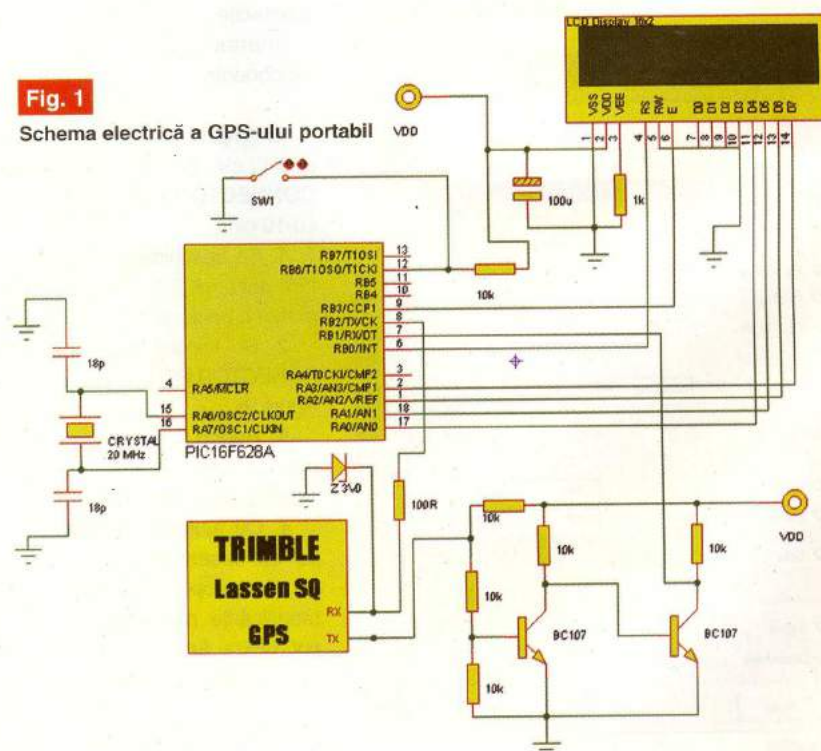 Fig. 1
Schema electrică a GPS-ului portabil
VDD
LCD Display 16x2
VSS
VDD
VEE
RS
RW
E
D0
D1
D2
D3
D4
D5
D6
D7
1
2
3
4
5
6
7
8
9
10
11
12
13
14
SW1
100u
1k
10k
RB7/T1OSI
13
RB6/T1OSO/T1CKI
12
RB5
11
RB4
10
RB3/CCP1
9
RB2/TX/CK
8
RB1/RX/DT
7
RB0/INT
6
RA4/T0CKI/CMP2
3
RA3/AN3/CMP1
2
RA2/AN2/VREF
1
RA1/AN1
18
RA0/AN0
17
4
RA5/MCLR
15
RA6/OSC2/CLKOUT
16
RA7/OSC1/CLKIN
PIC16F628A
18p
CRYSTAL
20 MHz
18p
Z 3V0
100R
TRIMBLE
Lassen SQ
GPS
RX
TX
10k
10k
10k
VDD
10k
BC107
BC107
10k